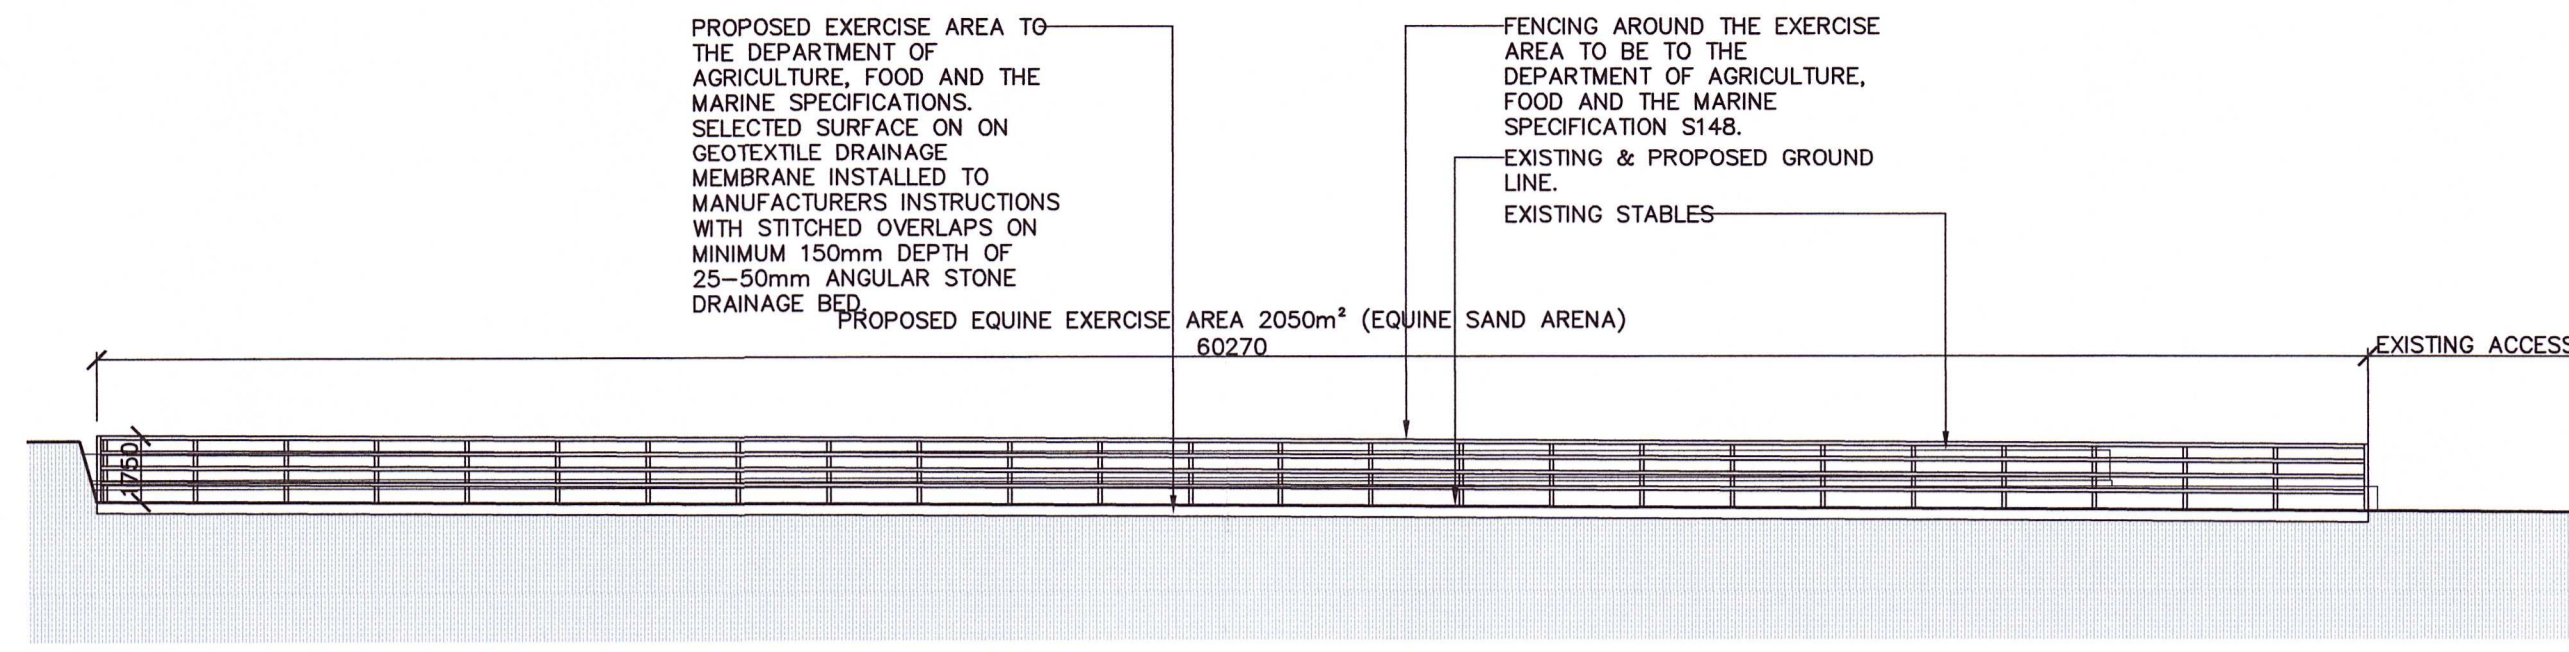 PROPOSED EXERCISE AREA TO
THE DEPARTMENT OF
AGRICULTURE, FOOD AND THE
MARINE SPECIFICATIONS.
SELECTED SURFACE ON ON
GEOTEXTILE DRAINAGE
MEMBRANE INSTALLED TO
MANUFACTURERS INSTRUCTIONS
WITH STITCHED OVERLAPS ON
MINIMUM 150mm DEPTH OF
25-50mm ANGULAR STONE
DRAINAGE BED.
FENCING AROUND THE EXERCISE
AREA TO BE TO THE
DEPARTMENT OF AGRICULTURE,
FOOD AND THE MARINE
SPECIFICATION S148.
EXISTING & PROPOSED GROUND
LINE.
EXISTING STABLES
PROPOSED EQUINE EXERCISE AREA 2050m² (EQUINE SAND ARENA)
60270
EXISTING ACCESS
1750